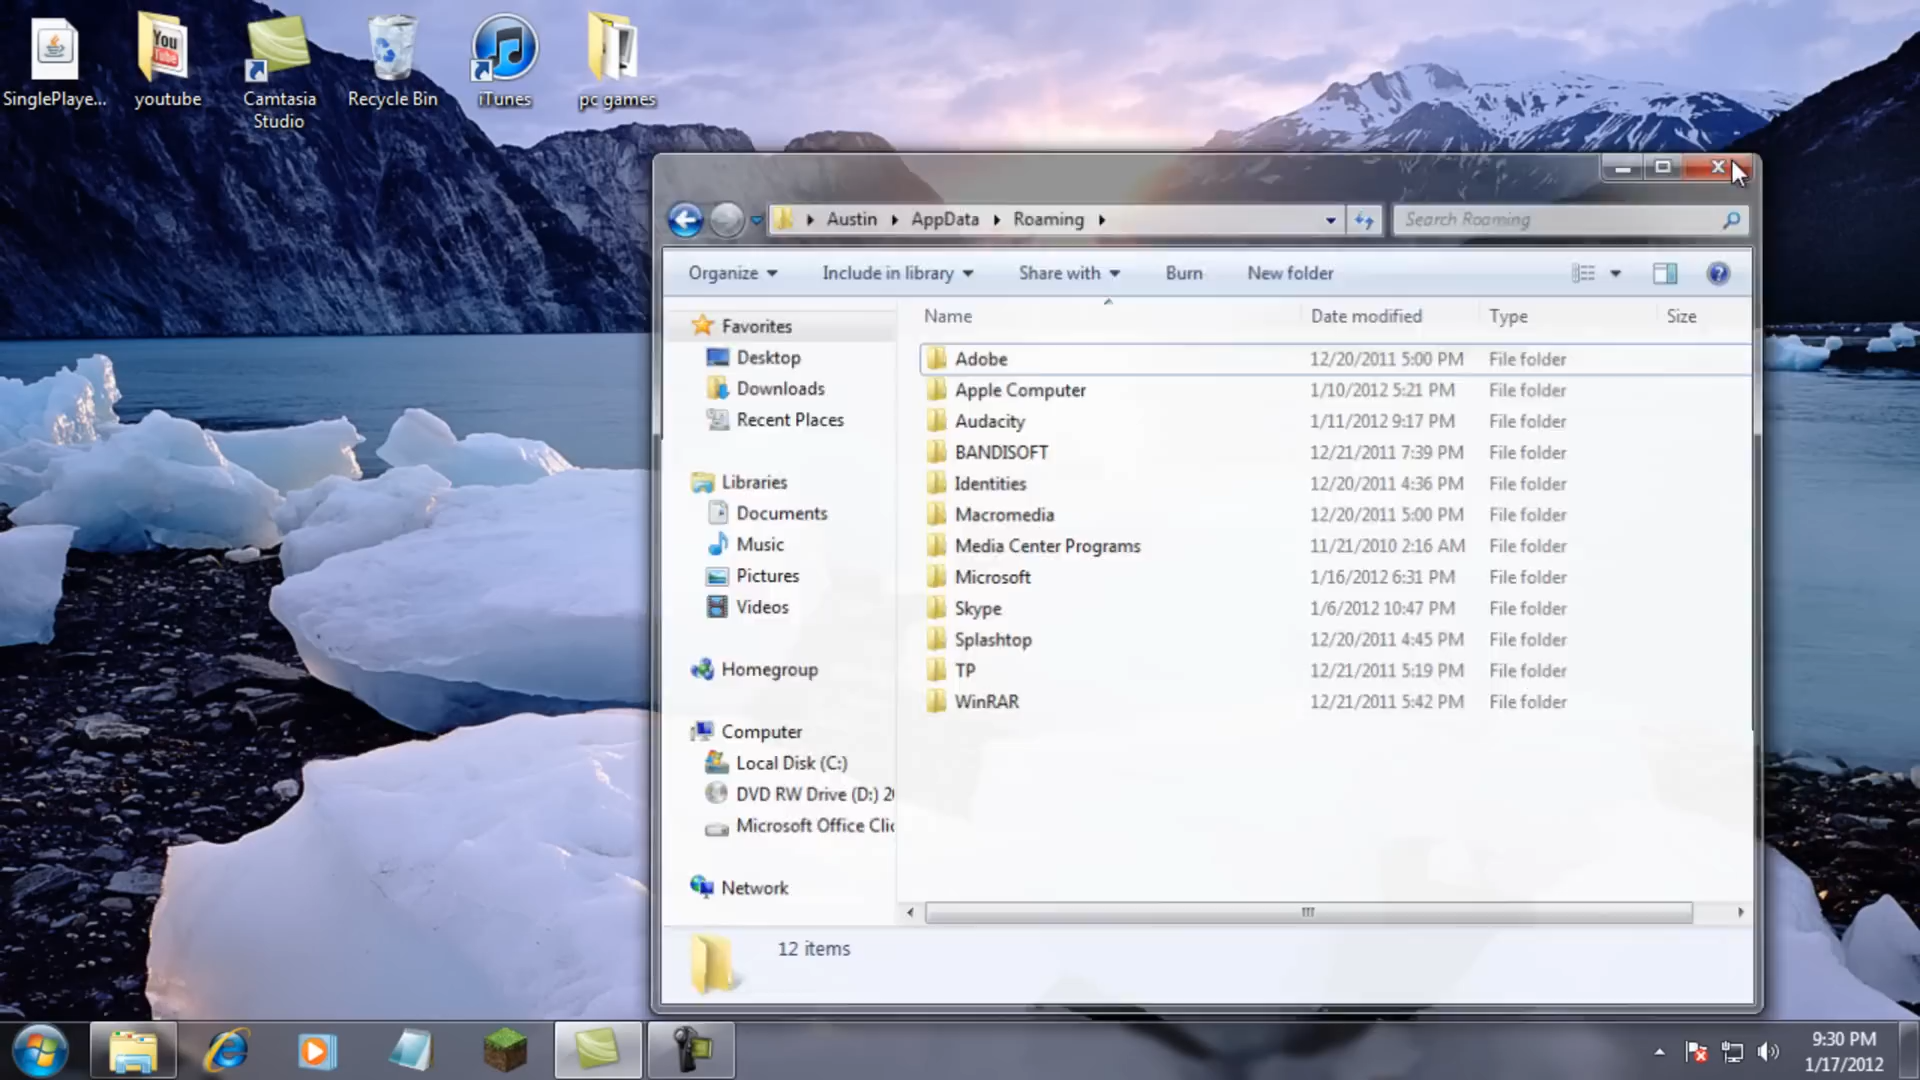 SinglePlaye...
youtube
Camtasia
Studio
Recycle Bin
iTunes
pc games
You
Tube
Austin
AppData
Roaming
Search Roaming
Organize
Include in library
Share with
Burn
New folder
Name
Date modified
Type
Size
Favorites
Desktop
Downloads
Recent Places
Libraries
Documents
Music
Pictures
Videos
Homegroup
Computer
Local Disk (C:)
DVD RW Drive (D:) 2
Microsoft Office Clic
Network
Adobe 12/20/2011 5:00 PM File folder
Apple Computer 1/10/2012 5:21 PM File folder
Audacity 1/11/2012 9:17 PM File folder
BANDISOFT 12/21/2011 7:39 PM File folder
Identities 12/20/2011 4:36 PM File folder
Macromedia 12/20/2011 5:00 PM File folder
Media Center Programs 11/21/2010 2:16 AM File folder
Microsoft 1/16/2012 6:31 PM File folder
Skype 1/6/2012 10:47 PM File folder
Splashtop 12/20/2011 4:45 PM File folder
TP 12/21/2011 5:19 PM File folder
WinRAR 12/21/2011 5:42 PM File folder
12 items
9:30 PM
1/17/2012